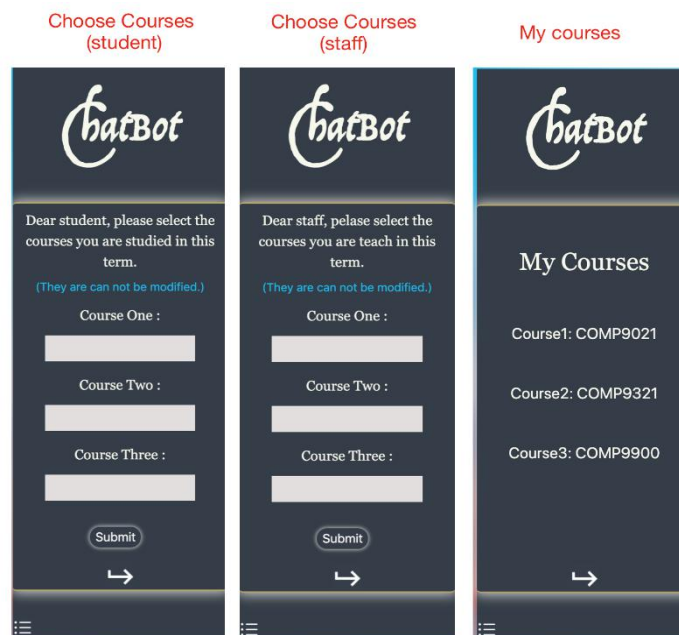 Choose Courses
(student)
ChatBot
Dear student, please select the
courses you are studied in this
term.
(They are can not be modified.)
Course One :
Course Two :
Course Three :
Submit
Choose Courses
(staff)
ChatBot
Dear staff, pelase select the
courses you are teach in this
term.
(They are can not be modified.)
Course One :
Course Two :
Course Three :
Submit
My courses
ChatBot
My Courses
Course1: COMP9021
Course2: COMP9321
Course3: COMP9900